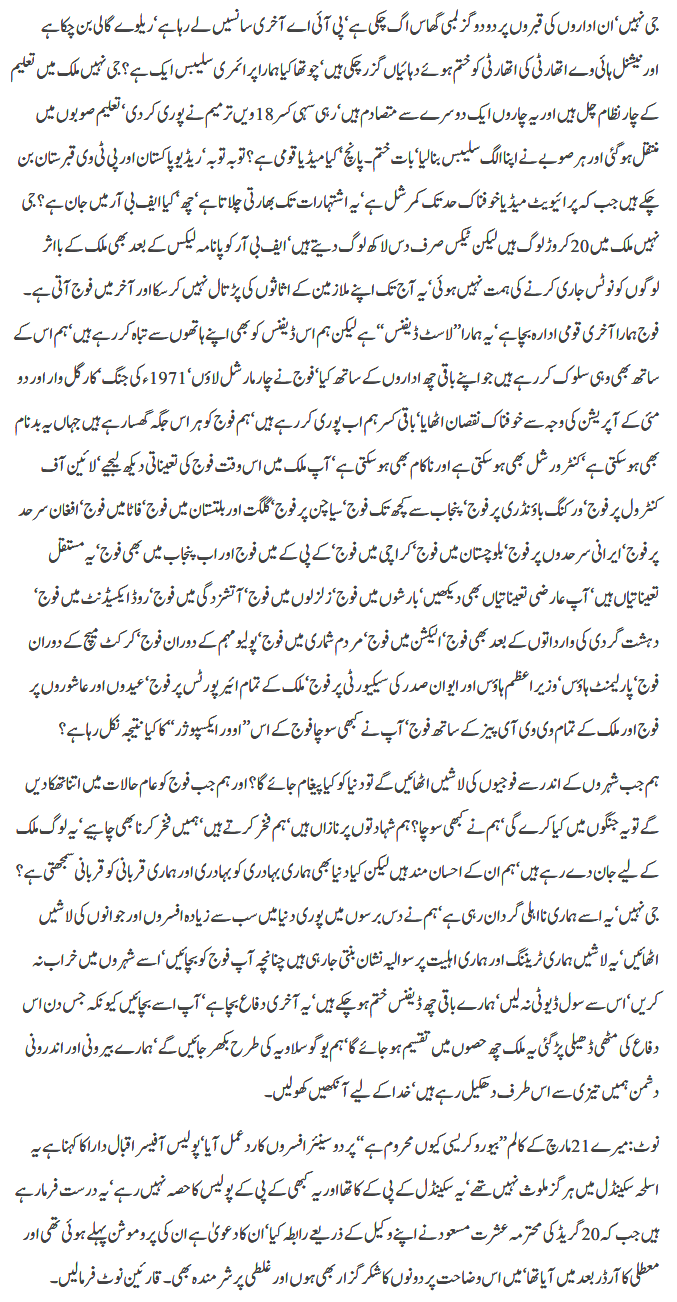 جی نہیں‘ ان اداروں کی قبروں پر دو دو گز لمبی گھاس اگ چکی ہے‘ پی آئی اے آخری سانسیں لے رہا ہے‘ ریلوے گالی بن چکا ہے
اور نیشنل ہائی وے اتھارٹی کی اتھارٹی کو ختم ہوئے دہائیاں گزر چکی ہیں‘ چوتھا کیا ہمارا پرائمری سلیبس ایک ہے؟ جی نہیں ملک میں تعلیم
کے چار نظام چل ہیں اور یہ چاروں ایک دوسرے سے متصادم ہیں‘ رہی سہی کسر 18 ویں ترمیم نے پوری کر دی‘ تعلیم صوبوں میں
منتقل ہو گئی اور ہر صوبے نے اپنا الگ سلیبس بنا لیا‘ بات ختم۔ پانچ‘ کیا میڈیا قومی ہے؟ توبہ توبہ‘ ریڈیو پاکستان اور پی ٹی وی قبرستان بن
چکے ہیں جب کہ پرائیویٹ میڈیا خوفناک حد تک کمرشل ہے‘ یہ اشتہارات تک بھارتی چلاتا ہے‘ چھ‘ کیا ایف بی آر میں جان ہے؟ جی
نہیں ملک میں 20 کروڑ لوگ ہیں لیکن ٹیکس صرف دس لاکھ لوگ دیتے ہیں‘ ایف بی آر کو پانامہ لیکس کے بعد بھی ملک کے بااثر
لوگوں کو نوٹس جاری کرنے کی ہمت نہیں ہوئی‘ یہ آج تک اپنے ملازمین کے اثاثوں کی پڑتال نہیں کر سکا اور آخر میں فوج آتی ہے۔
فوج ہمارا آخری قومی ادارہ بچا ہے‘ یہ ہمارا ’’لاسٹ ڈیفنس‘‘ ہے لیکن ہم اس ڈیفنس کو بھی اپنے ہاتھوں سے تباہ کر رہے ہیں‘ ہم اس کے
ساتھ بھی وہی سلوک کر رہے ہیں جو اپنے باقی چھ اداروں کے ساتھ کیا‘ فوج نے چار مارشل لاؤں‘ 1971ء کی جنگ‘ کارگل وار اور دو
مئی کے آپریشن کی وجہ سے خوفناک نقصان اٹھایا‘ باقی کسر ہم اب پوری کر رہے ہیں‘ ہم فوج کو ہر اس جگہ گھسا رہے ہیں جہاں یہ بدنام
بھی ہو سکتی ہے‘ کنٹرورشل بھی ہو سکتی ہے اور ناکام بھی ہو سکتی ہے‘ آپ ملک میں اس وقت فوج کی تعیناتی دیکھ لیجیے‘ لائین آف
کنٹرول پر فوج‘ ورکنگ باؤنڈری پر فوج‘ پنجاب سے کچھ تک فوج‘ سیاچن پر فوج‘ گلگت اور بلتستان میں فوج‘ فاٹا میں فوج‘ افغان سرحد
پر فوج‘ ایرانی سرحدوں پر فوج‘ بلوچستان میں فوج‘ کراچی میں فوج‘ کے پی کے میں فوج اور اب پنجاب میں بھی فوج‘ یہ مستقل
تعیناتیاں ہیں‘ آپ عارضی تعیناتیاں بھی دیکھیں‘ بارشوں میں فوج‘ زلزلوں میں فوج‘ آتشزدگی میں فوج‘ روڈ ایکسیڈنٹ میں فوج‘
دہشت گردی کی وارداتوں کے بعد بھی فوج‘ الیکشن میں فوج‘ مردم شماری میں فوج‘ پولیو مہم کے دوران فوج‘ کرکٹ میچ کے دوران
فوج‘ پارلیمنٹ ہاؤس‘ وزیراعظم ہاؤس اور ایوان صدر کی سیکیورٹی پر فوج‘ ملک کے تمام ائیرپورٹس پر فوج‘ عیدوں اور عاشوروں پر
فوج اور ملک کے تمام وی وی آئی پیز کے ساتھ فوج‘ آپ نے کبھی سوچا فوج کے اس ’’اوور ایکسپوژر‘‘ کا کیا نتیجہ نکل رہا ہے؟
ہم جب شہروں کے اندر سے فوجیوں کی لاشیں اٹھائیں گے تو دنیا کو کیا پیغام جائے گا؟ اور ہم جب فوج کو عام حالات میں اتنا تھکا دیں
گے تو یہ جنگوں میں کیا کرے گی‘ ہم نے کبھی سوچا؟ ہم شہادتوں پر نازاں ہیں‘ ہم فخر کرتے ہیں‘ ہمیں فخر کرنا بھی چاہیے‘ یہ لوگ ملک
کے لیے جان دے رہے ہیں‘ ہم ان کے احسان مند ہیں لیکن کیا دنیا بھی ہماری بہادری کو بہادری اور ہماری قربانی کو قربانی سمجھتی ہے؟
جی نہیں‘ یہ اسے ہماری نااہلی گردان رہی ہے‘ ہم نے دس برسوں میں پوری دنیا میں سب سے زیادہ افسروں اور جوانوں کی لاشیں
اٹھائیں‘ یہ لاشیں ہماری ٹریننگ اور ہماری اہلیت پر سوالیہ نشان بنتی جا رہی ہیں چنانچہ آپ فوج کو بچائیں‘ اسے شہروں میں خراب نہ
کریں‘ اس سے سول ڈیوٹی نہ لیں‘ ہمارے باقی چھ ڈیفنس ختم ہو چکے ہیں‘ یہ آخری دفاع بچا ہے‘ آپ اسے بچائیں کیونکہ جس دن اس
دفاع کی مٹھی ڈھیلی پڑ گئی یہ ملک چھ حصوں میں تقسیم ہو جائے گا‘ ہم یوگوسلاویہ کی طرح بکھر جائیں گے‘ ہمارے بیرونی اور اندرونی
دشمن ہمیں تیزی سے اس طرف دھکیل رہے ہیں‘ خدا کے لیے آنکھیں کھولیں۔
نوٹ: میرے 21 مارچ کے کالم ’’بیوروکریسی کیوں محروم ہے‘‘ پر دو سینئر افسروں کا رد عمل آیا‘ پولیس آفیسر اقبال دارا کا کہنا ہے یہ
اسلحہ سکینڈل میں ہرگز ملوث نہیں تھے‘ یہ سکینڈل کے پی کے کا تھا اور یہ کبھی کے پی کے پولیس کا حصہ نہیں رہے‘ یہ درست فرما رہے
ہیں جب کہ 20 گریڈ کی محترمہ عشرت مسعود نے اپنے وکیل کے ذریعے رابطہ کیا‘ ان کا دعویٰ ہے ان کی پروموشن پہلے ہوئی تھی اور
معطلی کا آرڈر بعد میں آیا تھا‘ میں اس وضاحت پر دونوں کا شکر گزار بھی ہوں اور غلطی پر شرمندہ بھی۔ قارئین نوٹ فرما لیں۔